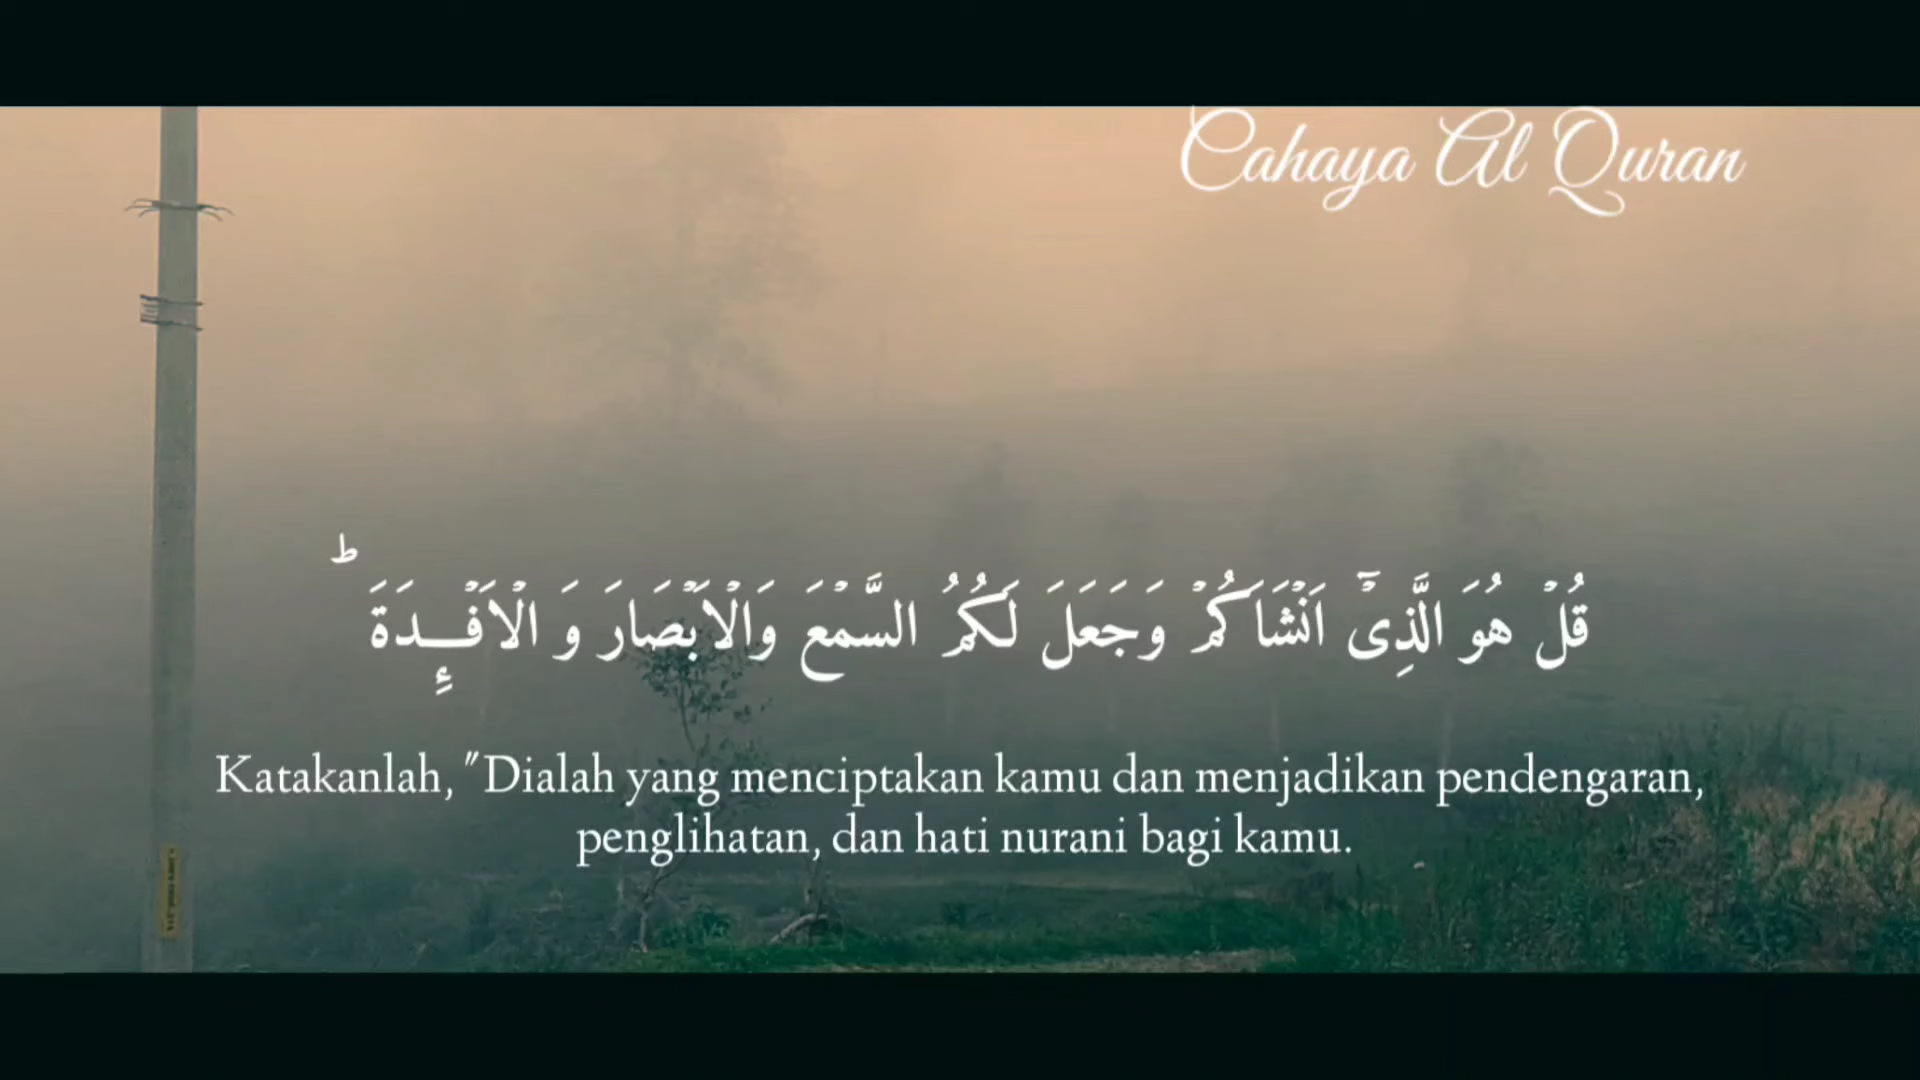 Cahaya Al Quran
قُلۡ هُوَ الَّذِىۡۤ اَنۡشَاَكُمۡ وَجَعَلَ لَـكُمُ السَّمۡعَ وَالۡاَبۡصَارَ وَ الۡاَفۡـِٕدَةَ ؕ
Katakanlah, "Dialah yang menciptakan kamu dan menjadikan pendengaran,
penglihatan, dan hati nurani bagi kamu.